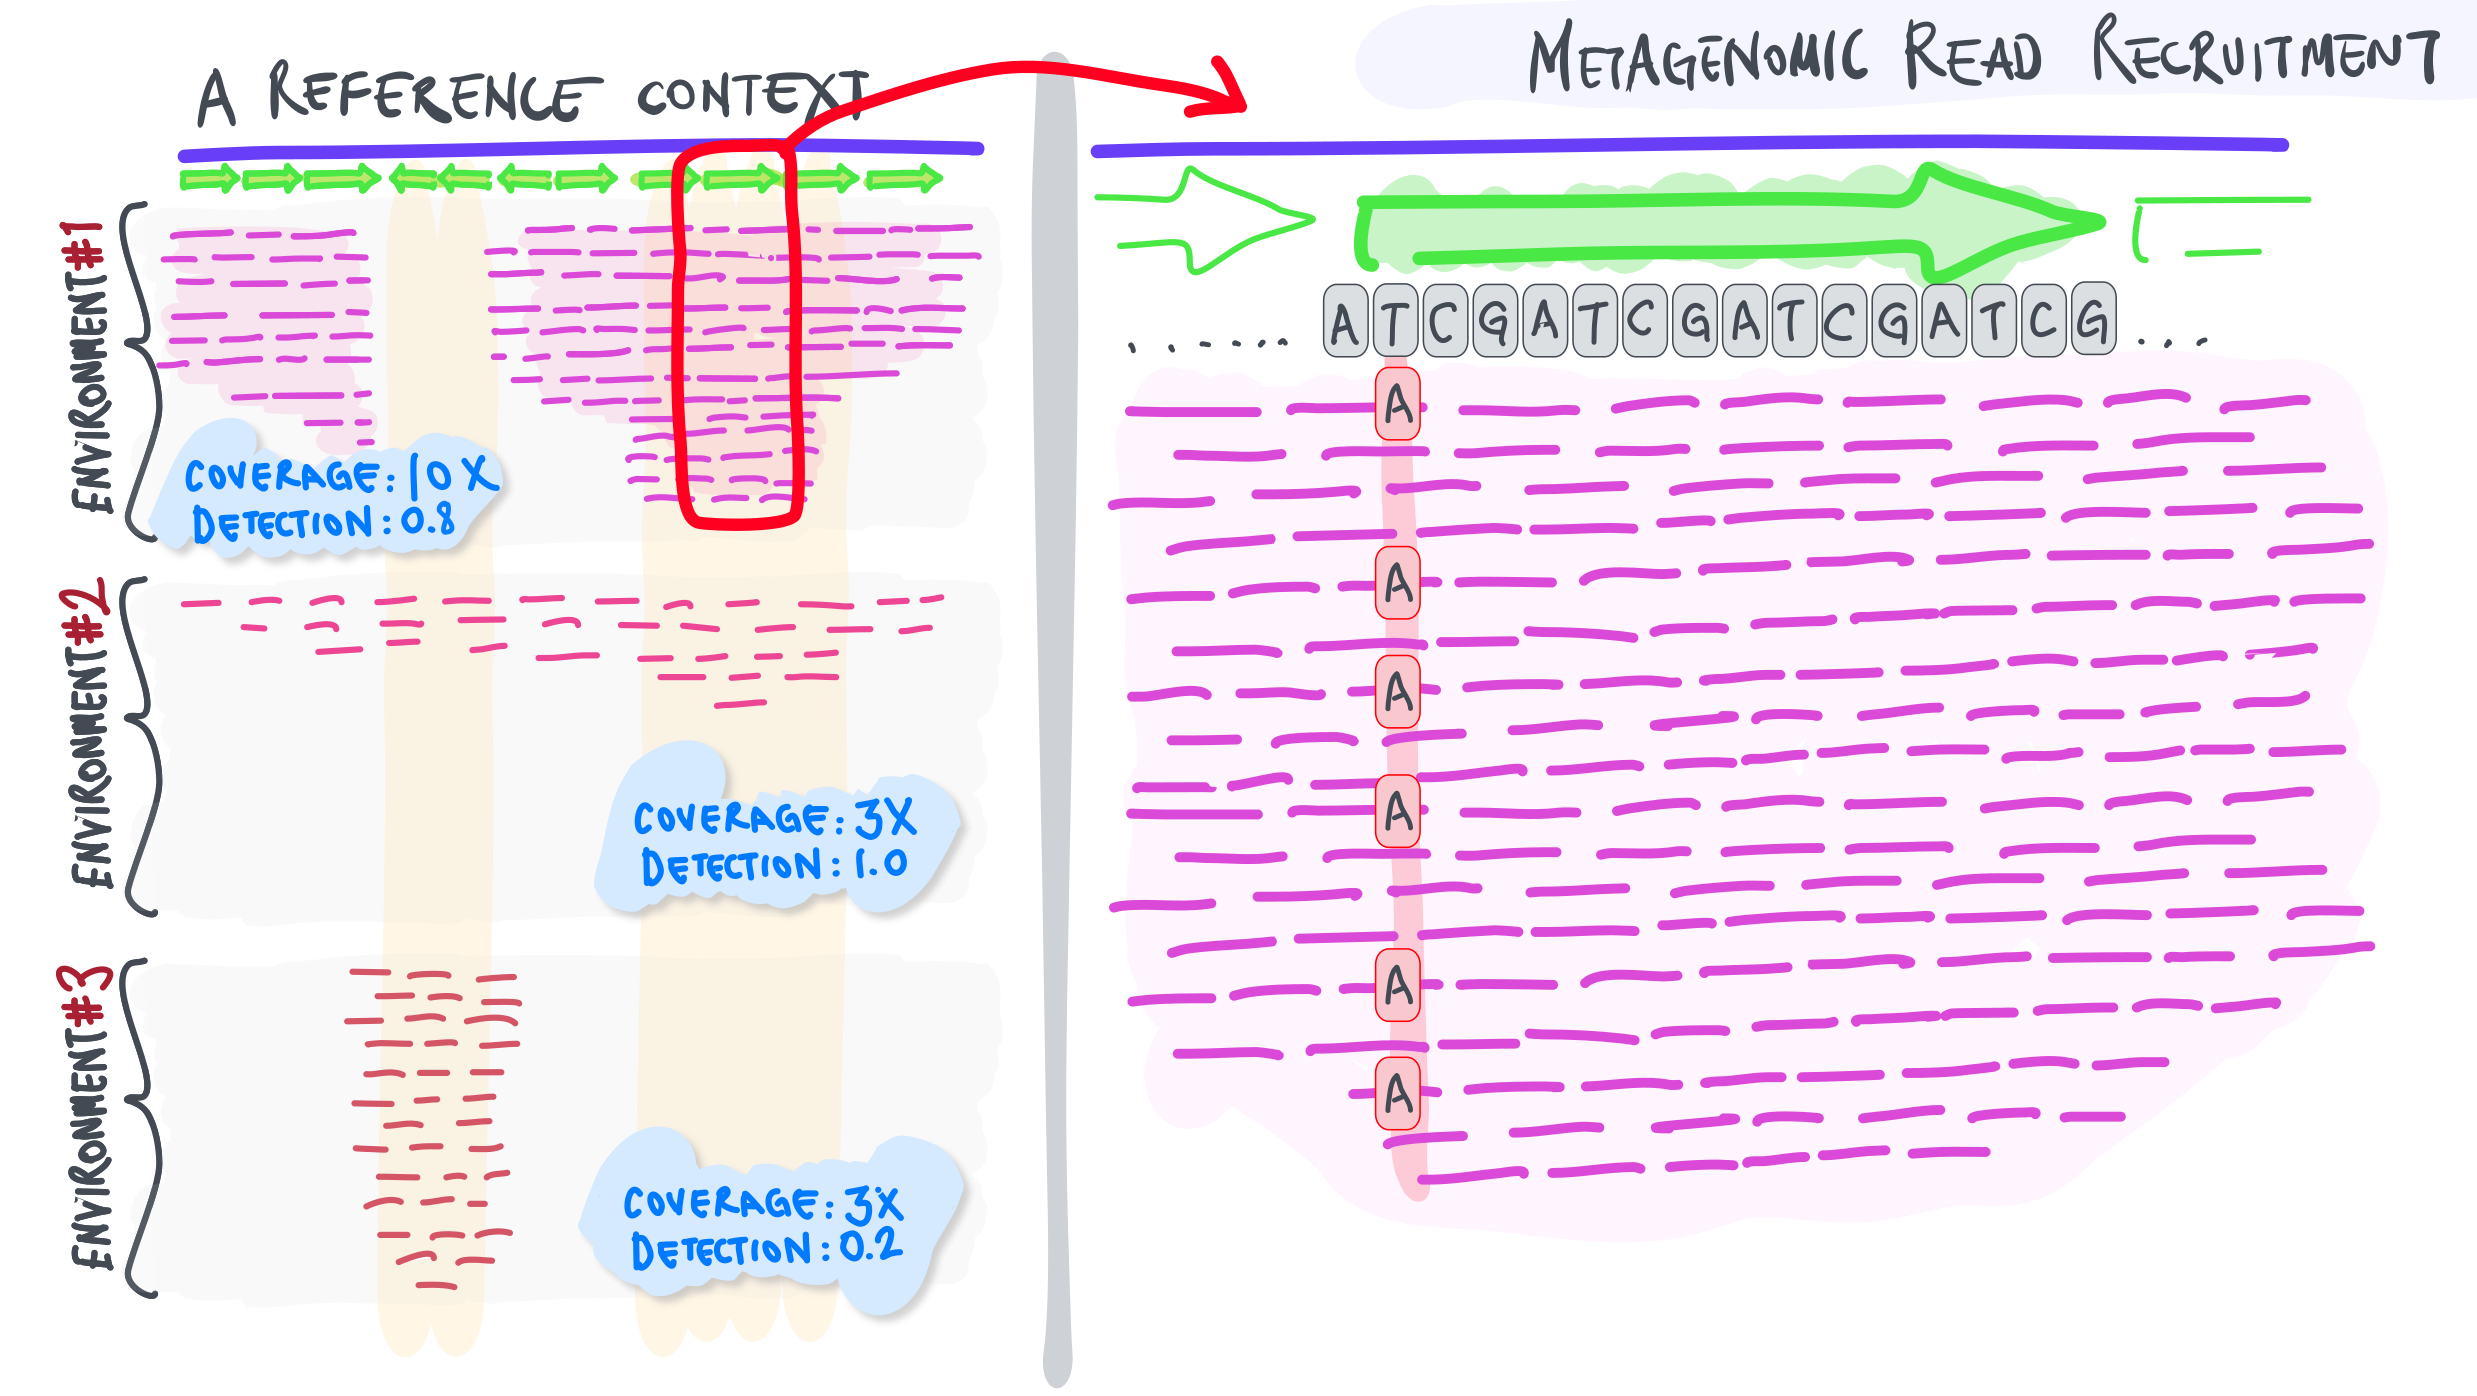 A REFERENCE CONTEXT
ENVIRONMENT #1
COVERAGE: 10 X
DETECTION: 0.8
ENVIRONMENT #2
COVERAGE: 3X
DETECTION: 1.0
ENVIRONMENT #3
COVERAGE: 3X
DETECTION: 0.2
METAGENOMIC READ RECRUITMENT
...... A T C G A T C G A T C G A T C G ...
A
A
A
A
A
A